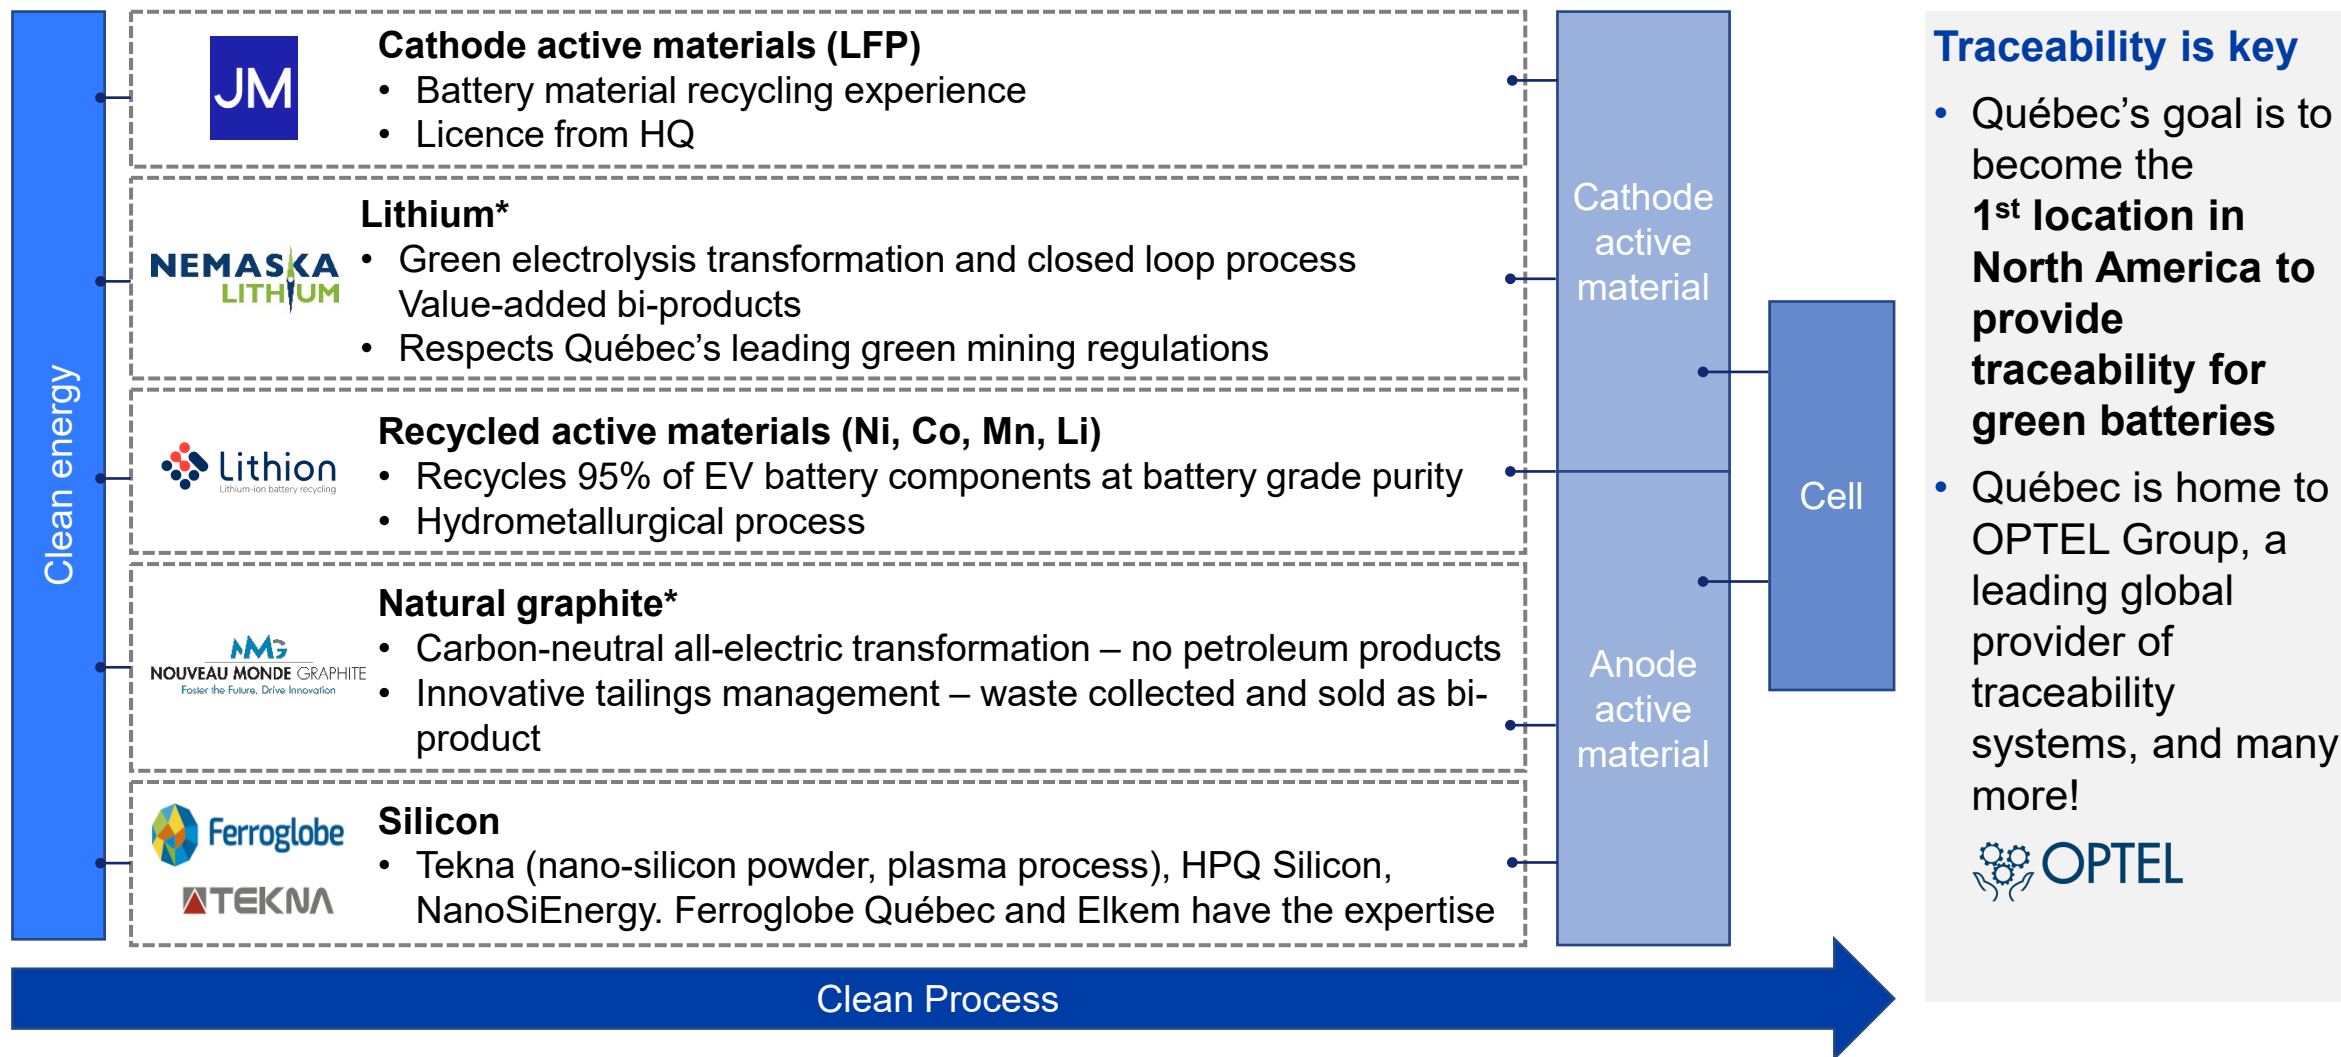 Clean energy
JM
Cathode active materials (LFP)
• Battery material recycling experience
• Licence from HQ
NEMASKA
LITHIUM
Lithium*
• Green electrolysis transformation and closed loop process
Value-added bi-products
• Respects Québec’s leading green mining regulations
Lithion
Lithium-ion battery recycling
Recycled active materials (Ni, Co, Mn, Li)
• Recycles 95% of EV battery components at battery grade purity
• Hydrometallurgical process
NMG
NOUVEAU MONDE GRAPHITE
Foster the Future, Drive Innovation
Natural graphite*
• Carbon-neutral all-electric transformation – no petroleum products
• Innovative tailings management – waste collected and sold as bi-
product
Ferroglobe
TEKNA
Silicon
• Tekna (nano-silicon powder, plasma process), HPQ Silicon,
NanoSiEnergy. Ferroglobe Québec and Elkem have the expertise
Cathode
active
material
Anode
active
material
Cell
Clean Process
Traceability is key
• Québec’s goal is to
become the
1st location in
North America to
provide
traceability for
green batteries
• Québec is home to
OPTEL Group, a
leading global
provider of
traceability
systems, and many
more!
OPTEL